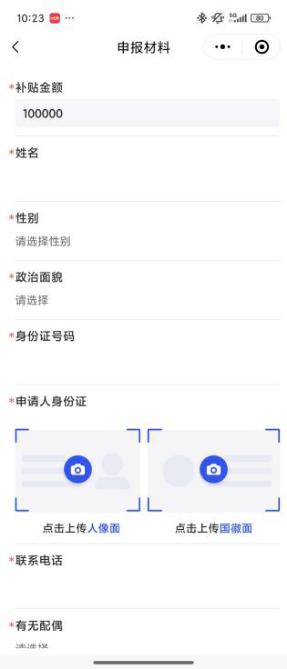 10:23
申报材料
*补贴金额
100000
*姓名
*性别
请选择性别
*政治面貌
请选择
*身份证号码
*申请人身份证
点击上传人像面
点击上传国徽面
*联系电话
*有无配偶
请选择